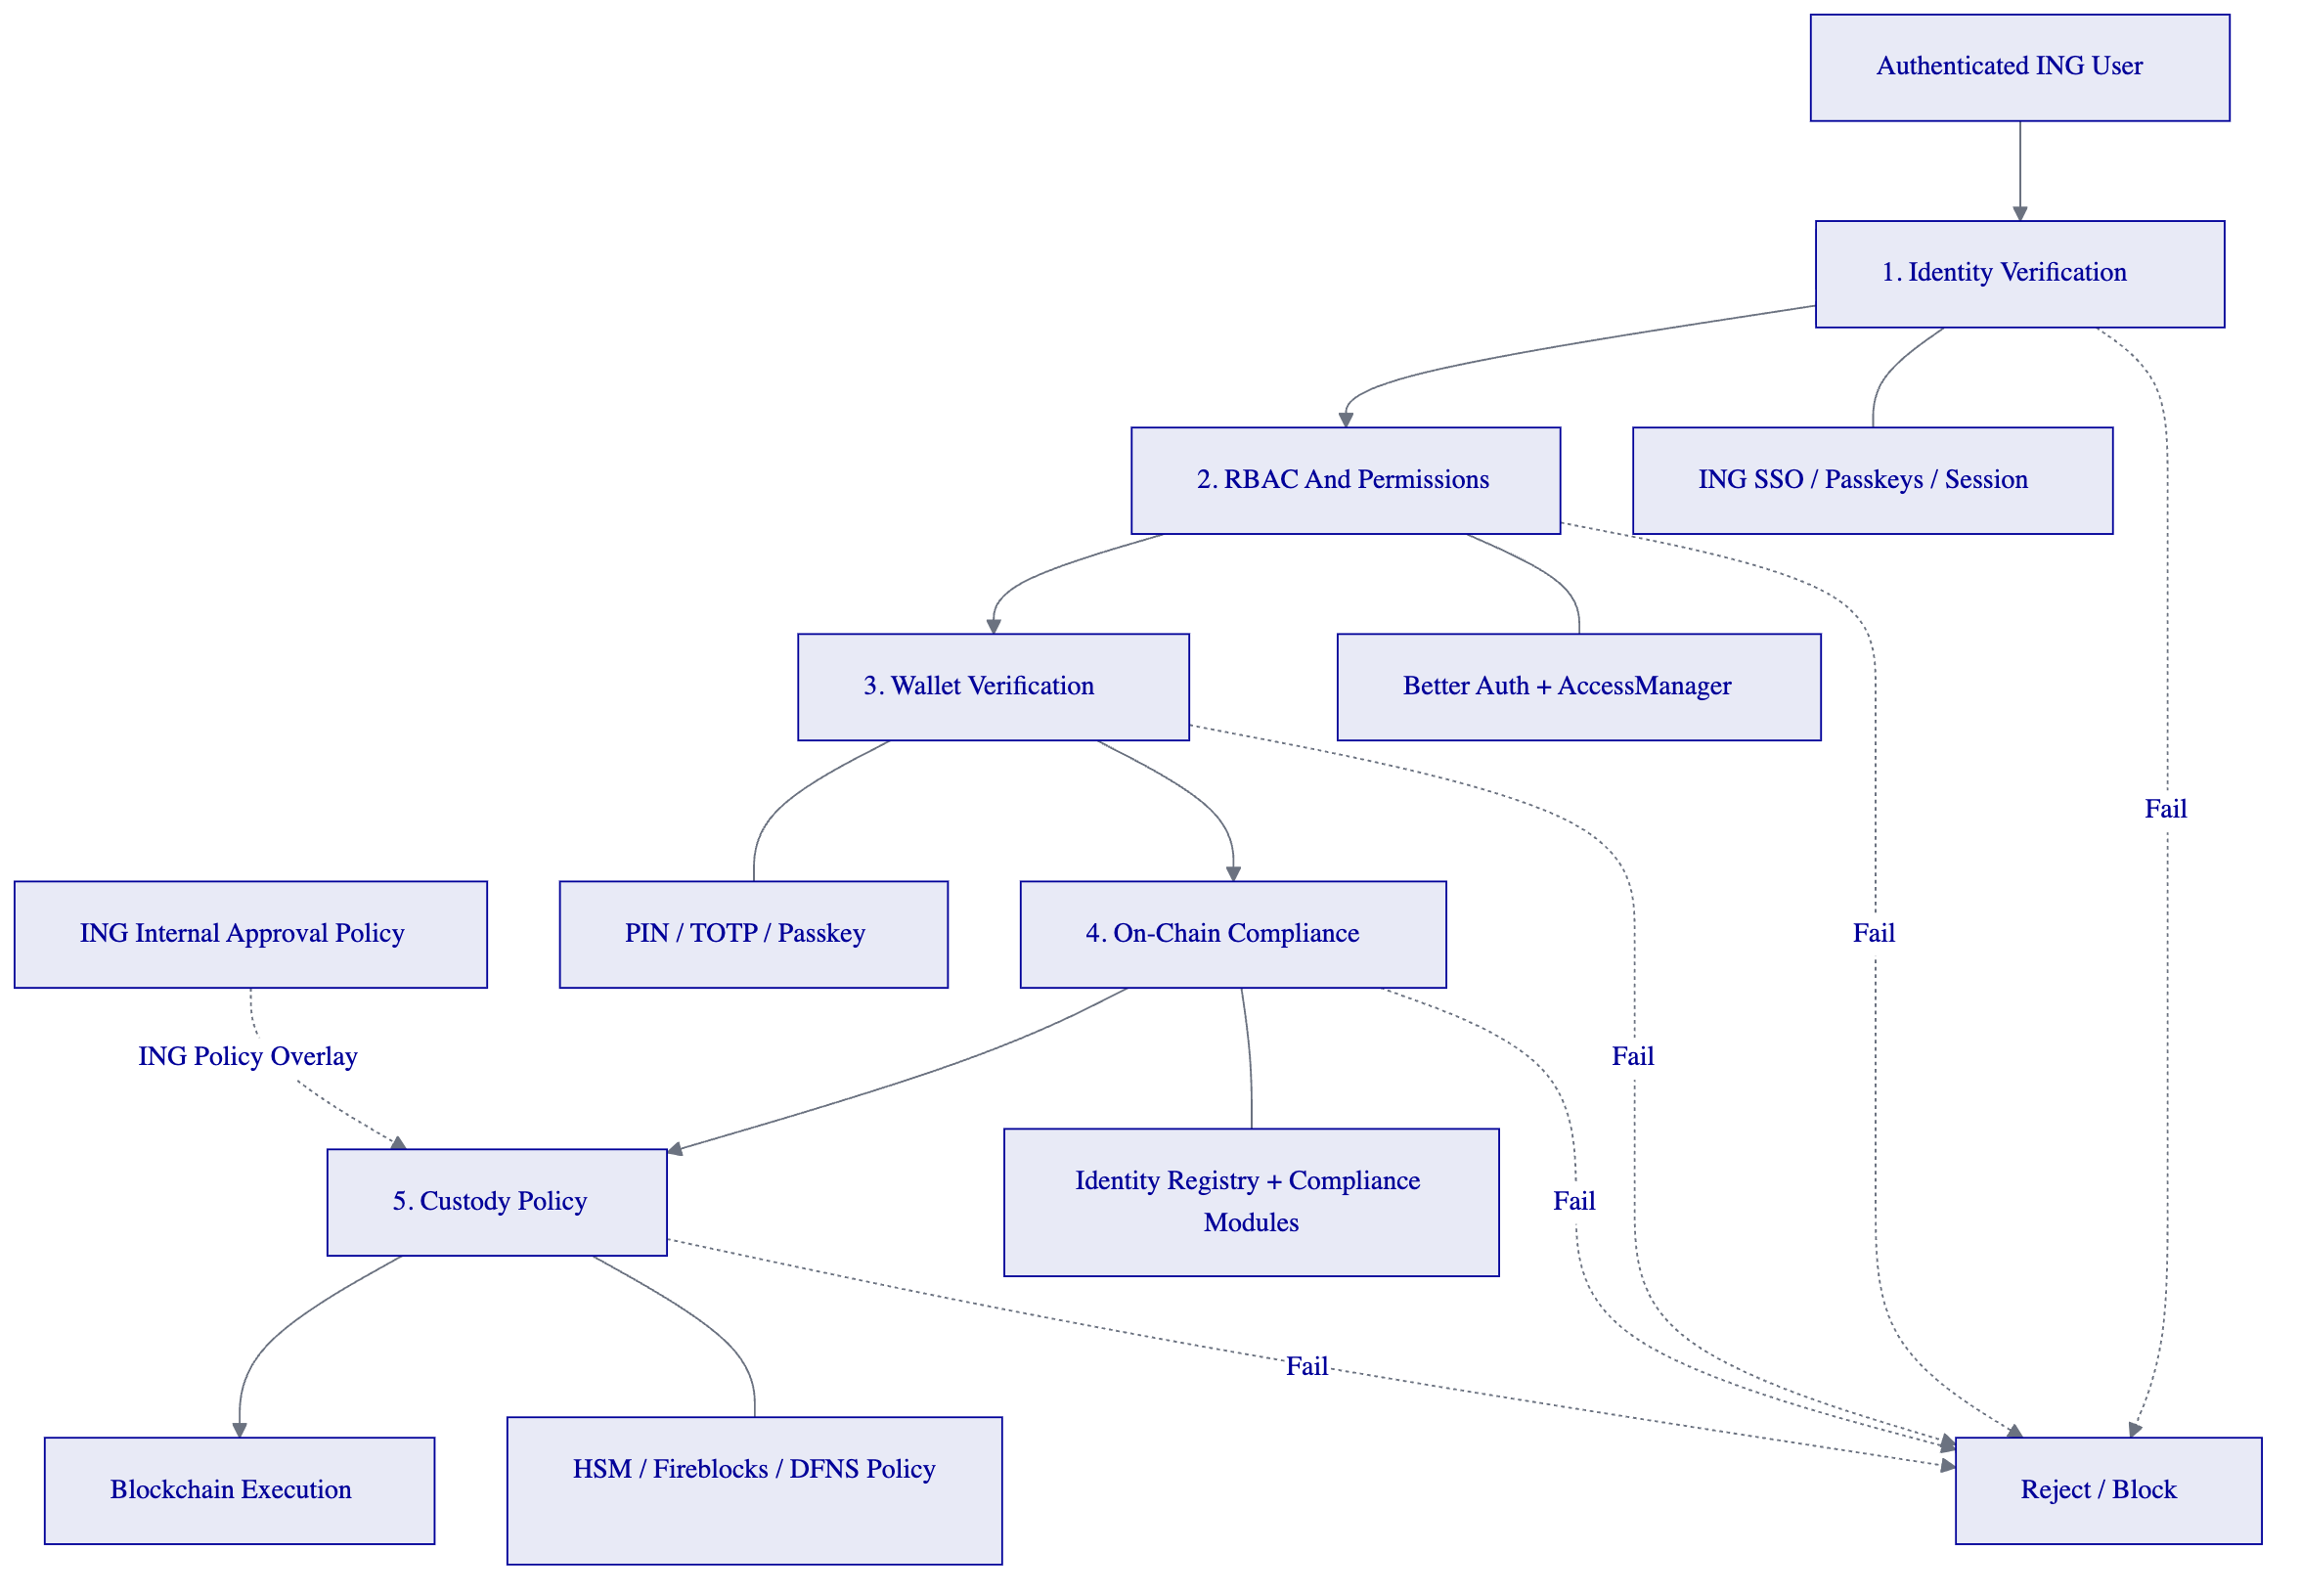 Authenticated ING User
1. Identity Verification
2. RBAC And Permissions
ING SSO / Passkeys / Session
3. Wallet Verification
Better Auth + AccessManager
Fail
ING Internal Approval Policy
PIN / TOTP / Passkey
4. On-Chain Compliance
Fail
ING Policy Overlay
Fail
5. Custody Policy
Identity Registry + Compliance
Modules
Fail
Fail
Blockchain Execution
HSM / Fireblocks / DFNS Policy
Reject / Block